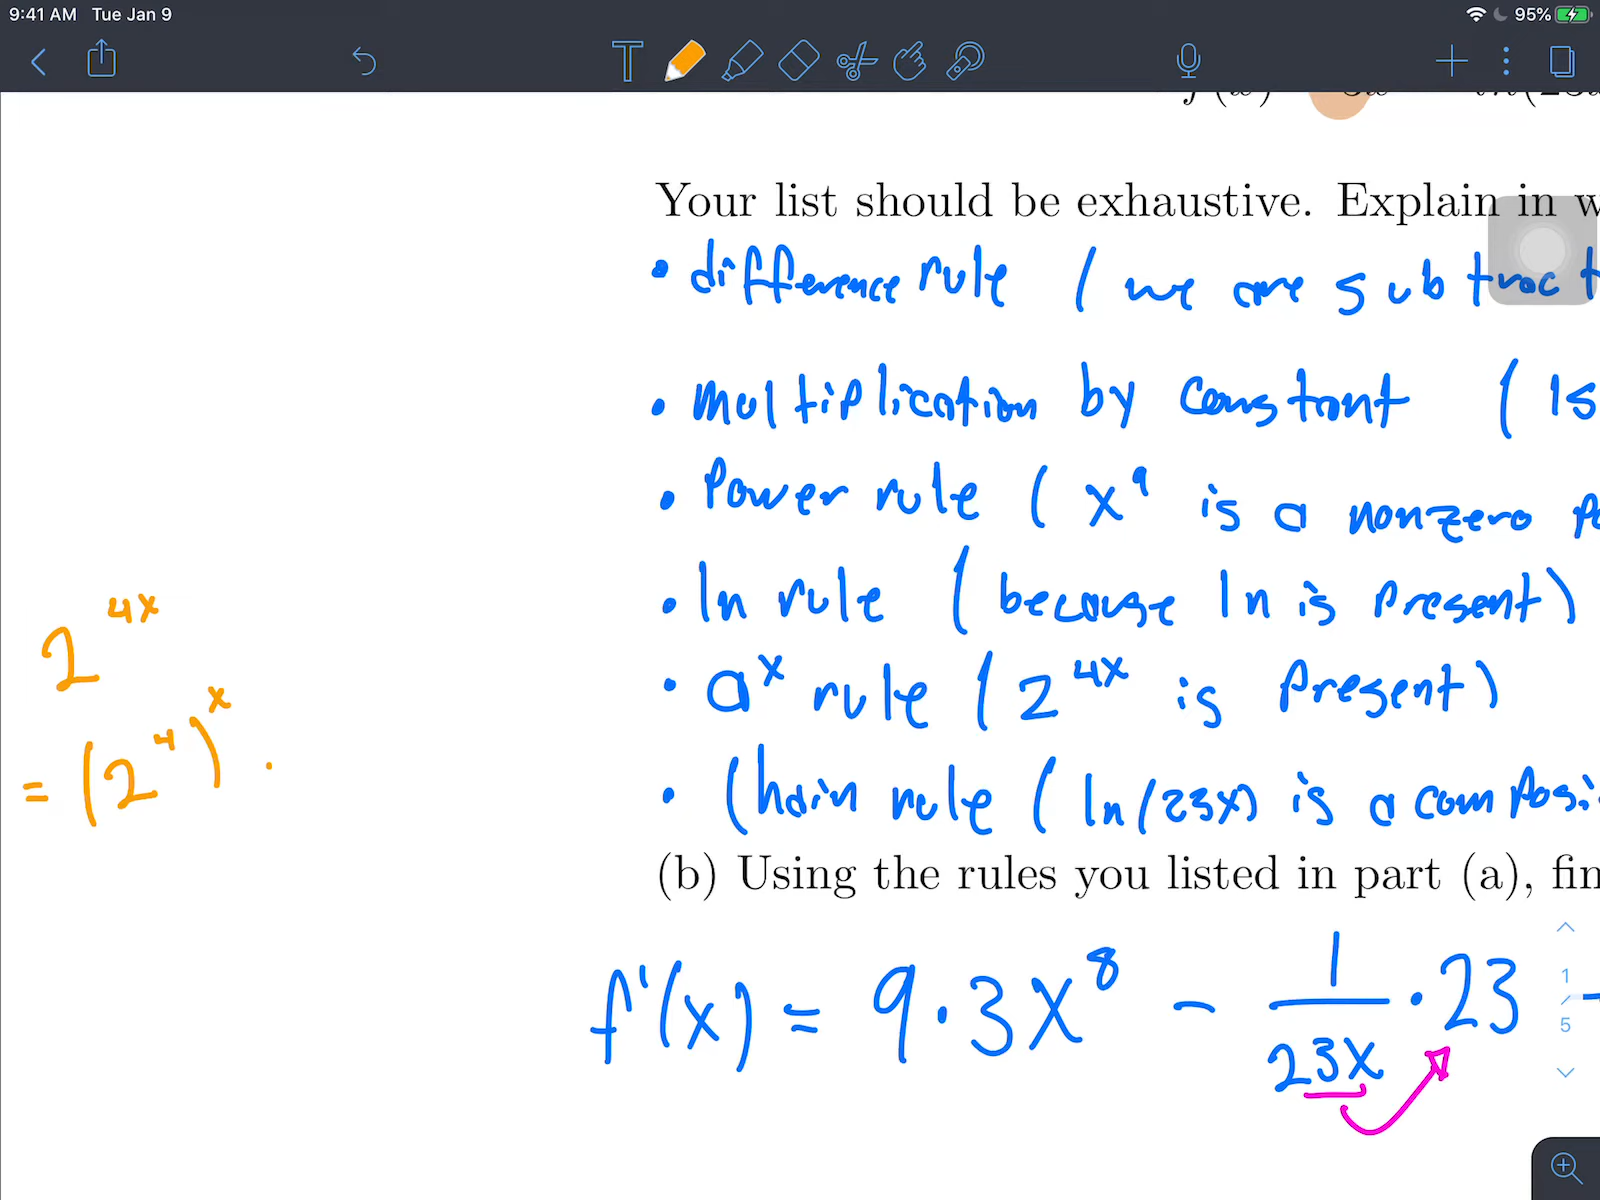 9:41 AM Tue Jan 9 95%
Your list should be exhaustive. Explain in w
• difference rule ( we are subtract
• multiplication by constant ( is
• Power rule ( x⁹ is a nonzero Po
• ln rule ( because ln is present)
• aˣ rule ( 2⁴ˣ is present)
• Chain rule ( ln(23x) is a composi
2⁴ˣ
= (2⁴)ˣ .
(b) Using the rules you listed in part (a), fin
f'(x) = 9·3x⁸ - 1/23x · 23 -
1/5